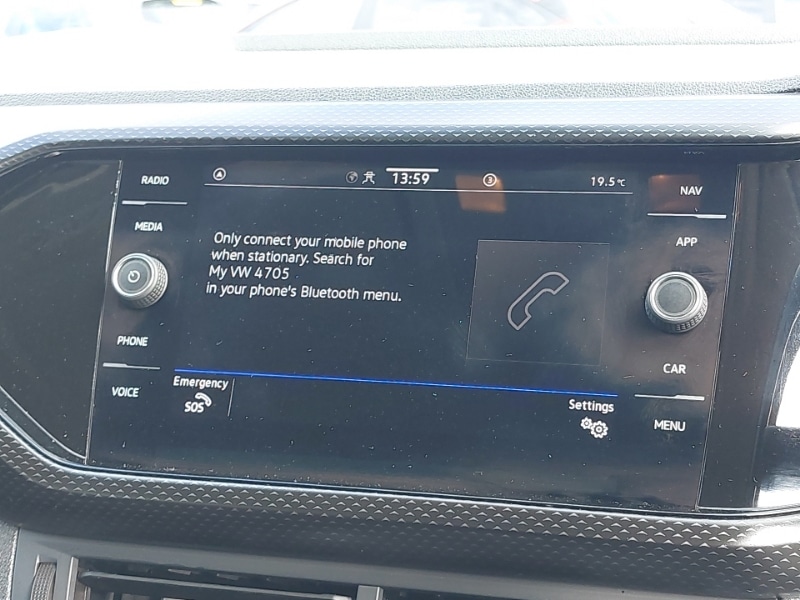 RADIO
MEDIA
PHONE
VOICE
13:59
3
19.5°C
Only connect your mobile phone
when stationary. Search for
My VW 4705
in your phone's Bluetooth menu.
Emergency
SOS
Settings
NAV
APP
CAR
MENU